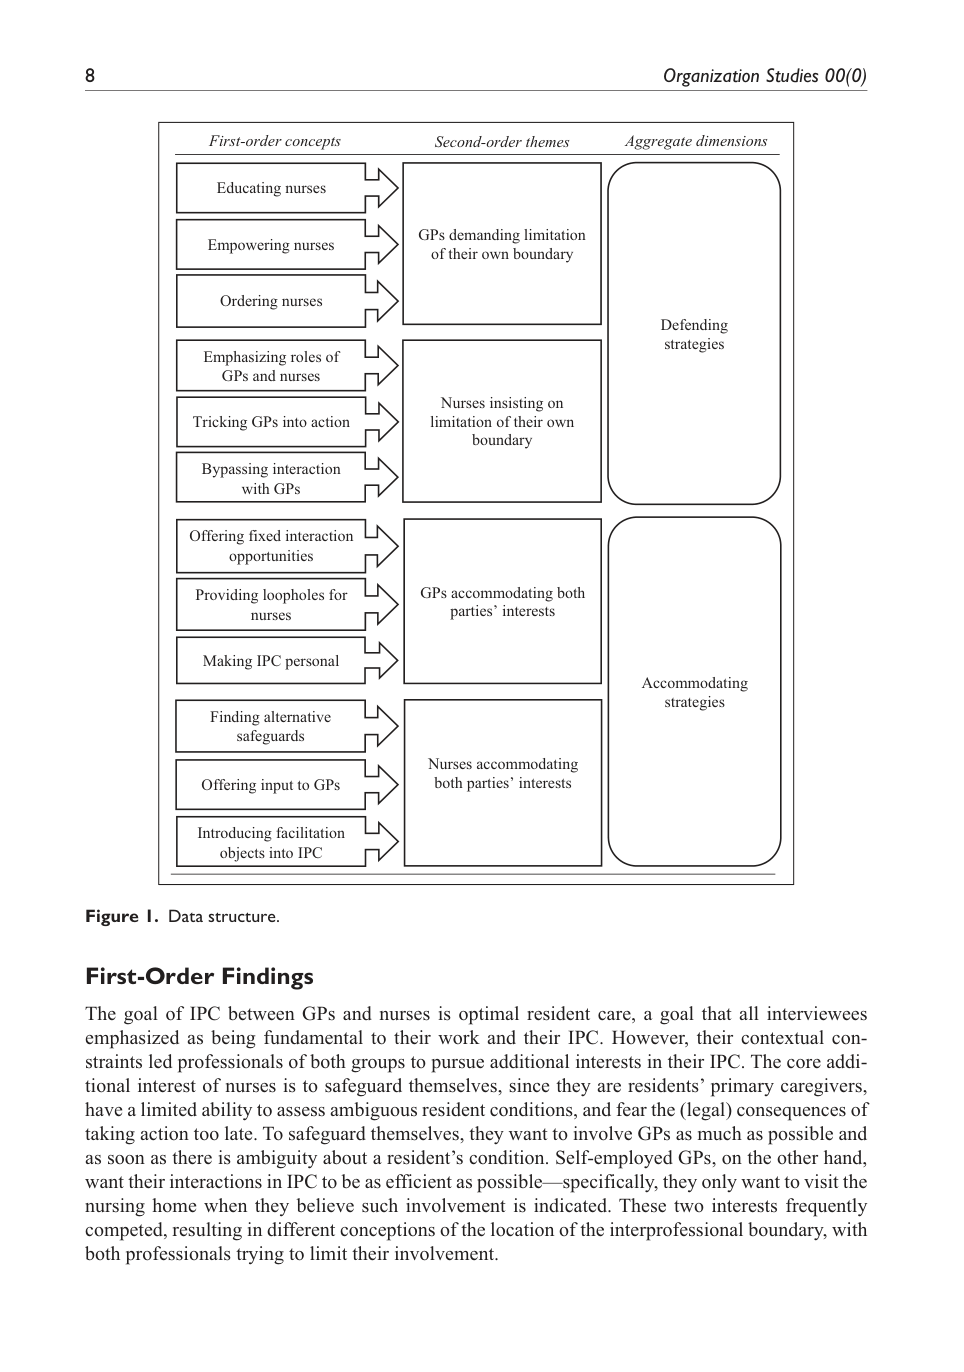 8
Organization Studies 00(0)
First-order concepts
Second-order themes
Aggregate dimensions
Educating nurses
Empowering nurses
Ordering nurses
GPs demanding limitation
of their own boundary
Emphasizing roles of
GPs and nurses
Tricking GPs into action
Bypassing interaction
with GPs
Nurses insisting on
limitation of their own
boundary
Defending
strategies
Offering fixed interaction
opportunities
Providing loopholes for
nurses
Making IPC personal
GPs accommodating both
parties’ interests
Finding alternative
safeguards
Offering input to GPs
Introducing facilitation
objects into IPC
Nurses accommodating
both parties’ interests
Accommodating
strategies
Figure 1. Data structure.
First-Order Findings
The goal of IPC between GPs and nurses is optimal resident care, a goal that all interviewees
emphasized as being fundamental to their work and their IPC. However, their contextual con-
straints led professionals of both groups to pursue additional interests in their IPC. The core addi-
tional interest of nurses is to safeguard themselves, since they are residents’ primary caregivers,
have a limited ability to assess ambiguous resident conditions, and fear the (legal) consequences of
taking action too late. To safeguard themselves, they want to involve GPs as much as possible and
as soon as there is ambiguity about a resident’s condition. Self-employed GPs, on the other hand,
want their interactions in IPC to be as efficient as possible—specifically, they only want to visit the
nursing home when they believe such involvement is indicated. These two interests frequently
competed, resulting in different conceptions of the location of the interprofessional boundary, with
both professionals trying to limit their involvement.